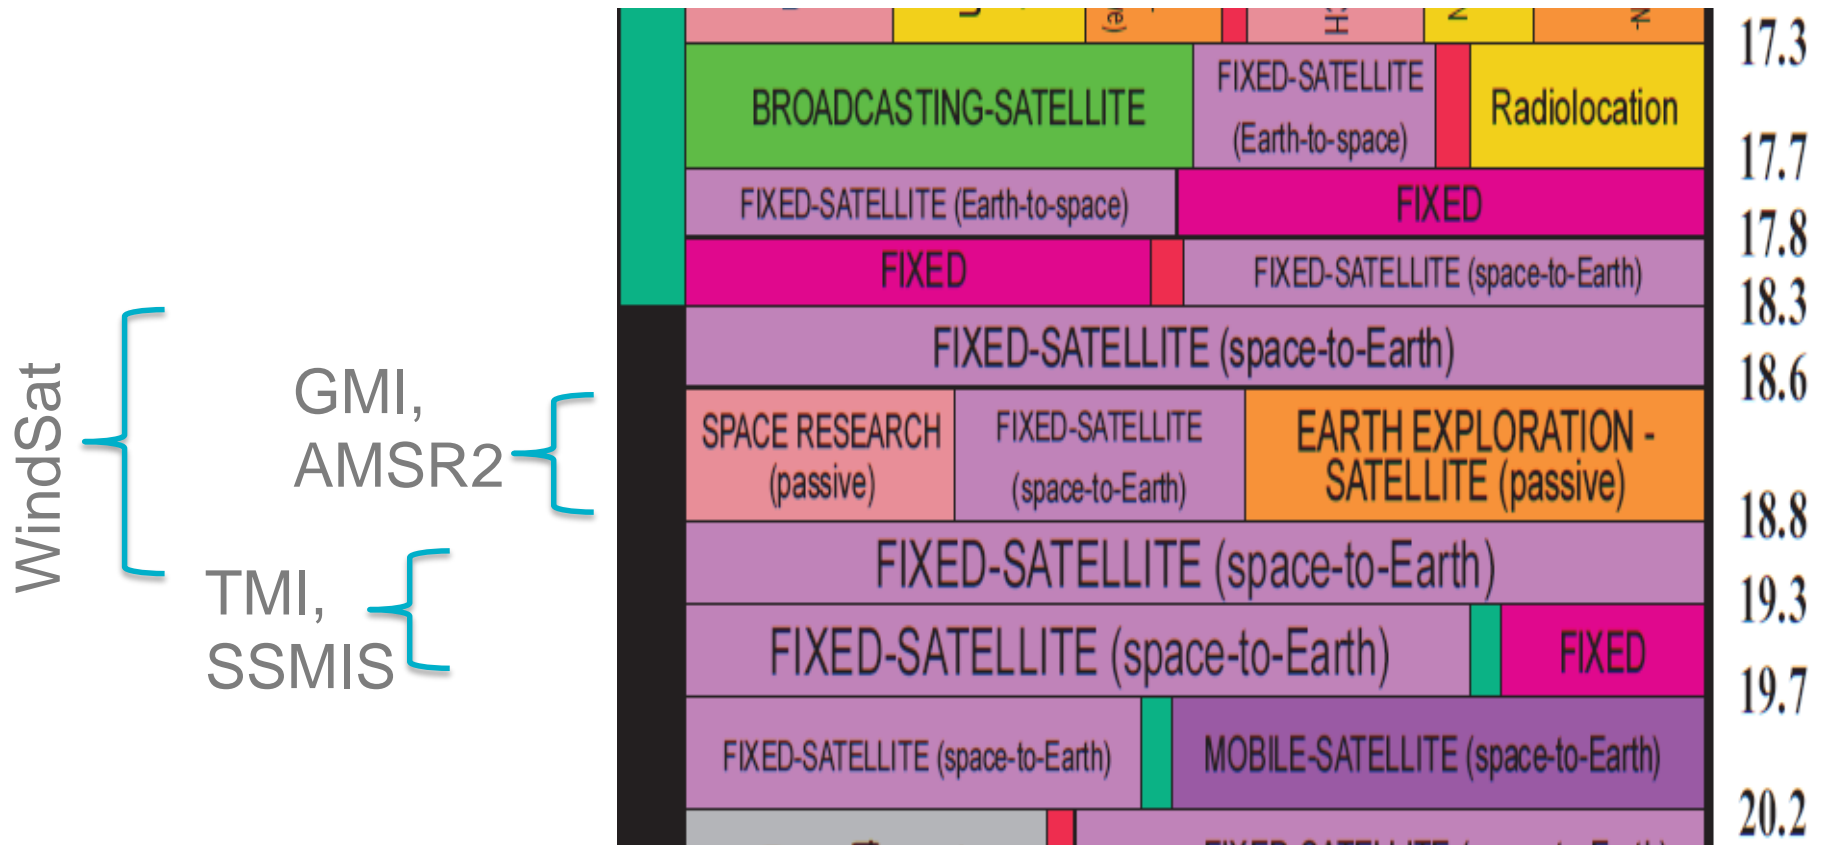 17.3
BROADCASTING-SATELLITE
FIXED-SATELLITE
(Earth-to-space)
Radiolocation
17.7
FIXED-SATELLITE (Earth-to-space)
FIXED
17.8
FIXED
FIXED-SATELLITE (space-to-Earth)
18.3
FIXED-SATELLITE (space-to-Earth)
18.6
WindSat
GMI,
AMSR2
SPACE RESEARCH
(passive)
FIXED-SATELLITE
(space-to-Earth)
EARTH EXPLORATION -
SATELLITE (passive)
18.8
FIXED-SATELLITE (space-to-Earth)
19.3
TMI,
SSMIS
FIXED-SATELLITE (space-to-Earth)
FIXED
19.7
FIXED-SATELLITE (space-to-Earth)
MOBILE-SATELLITE (space-to-Earth)
20.2